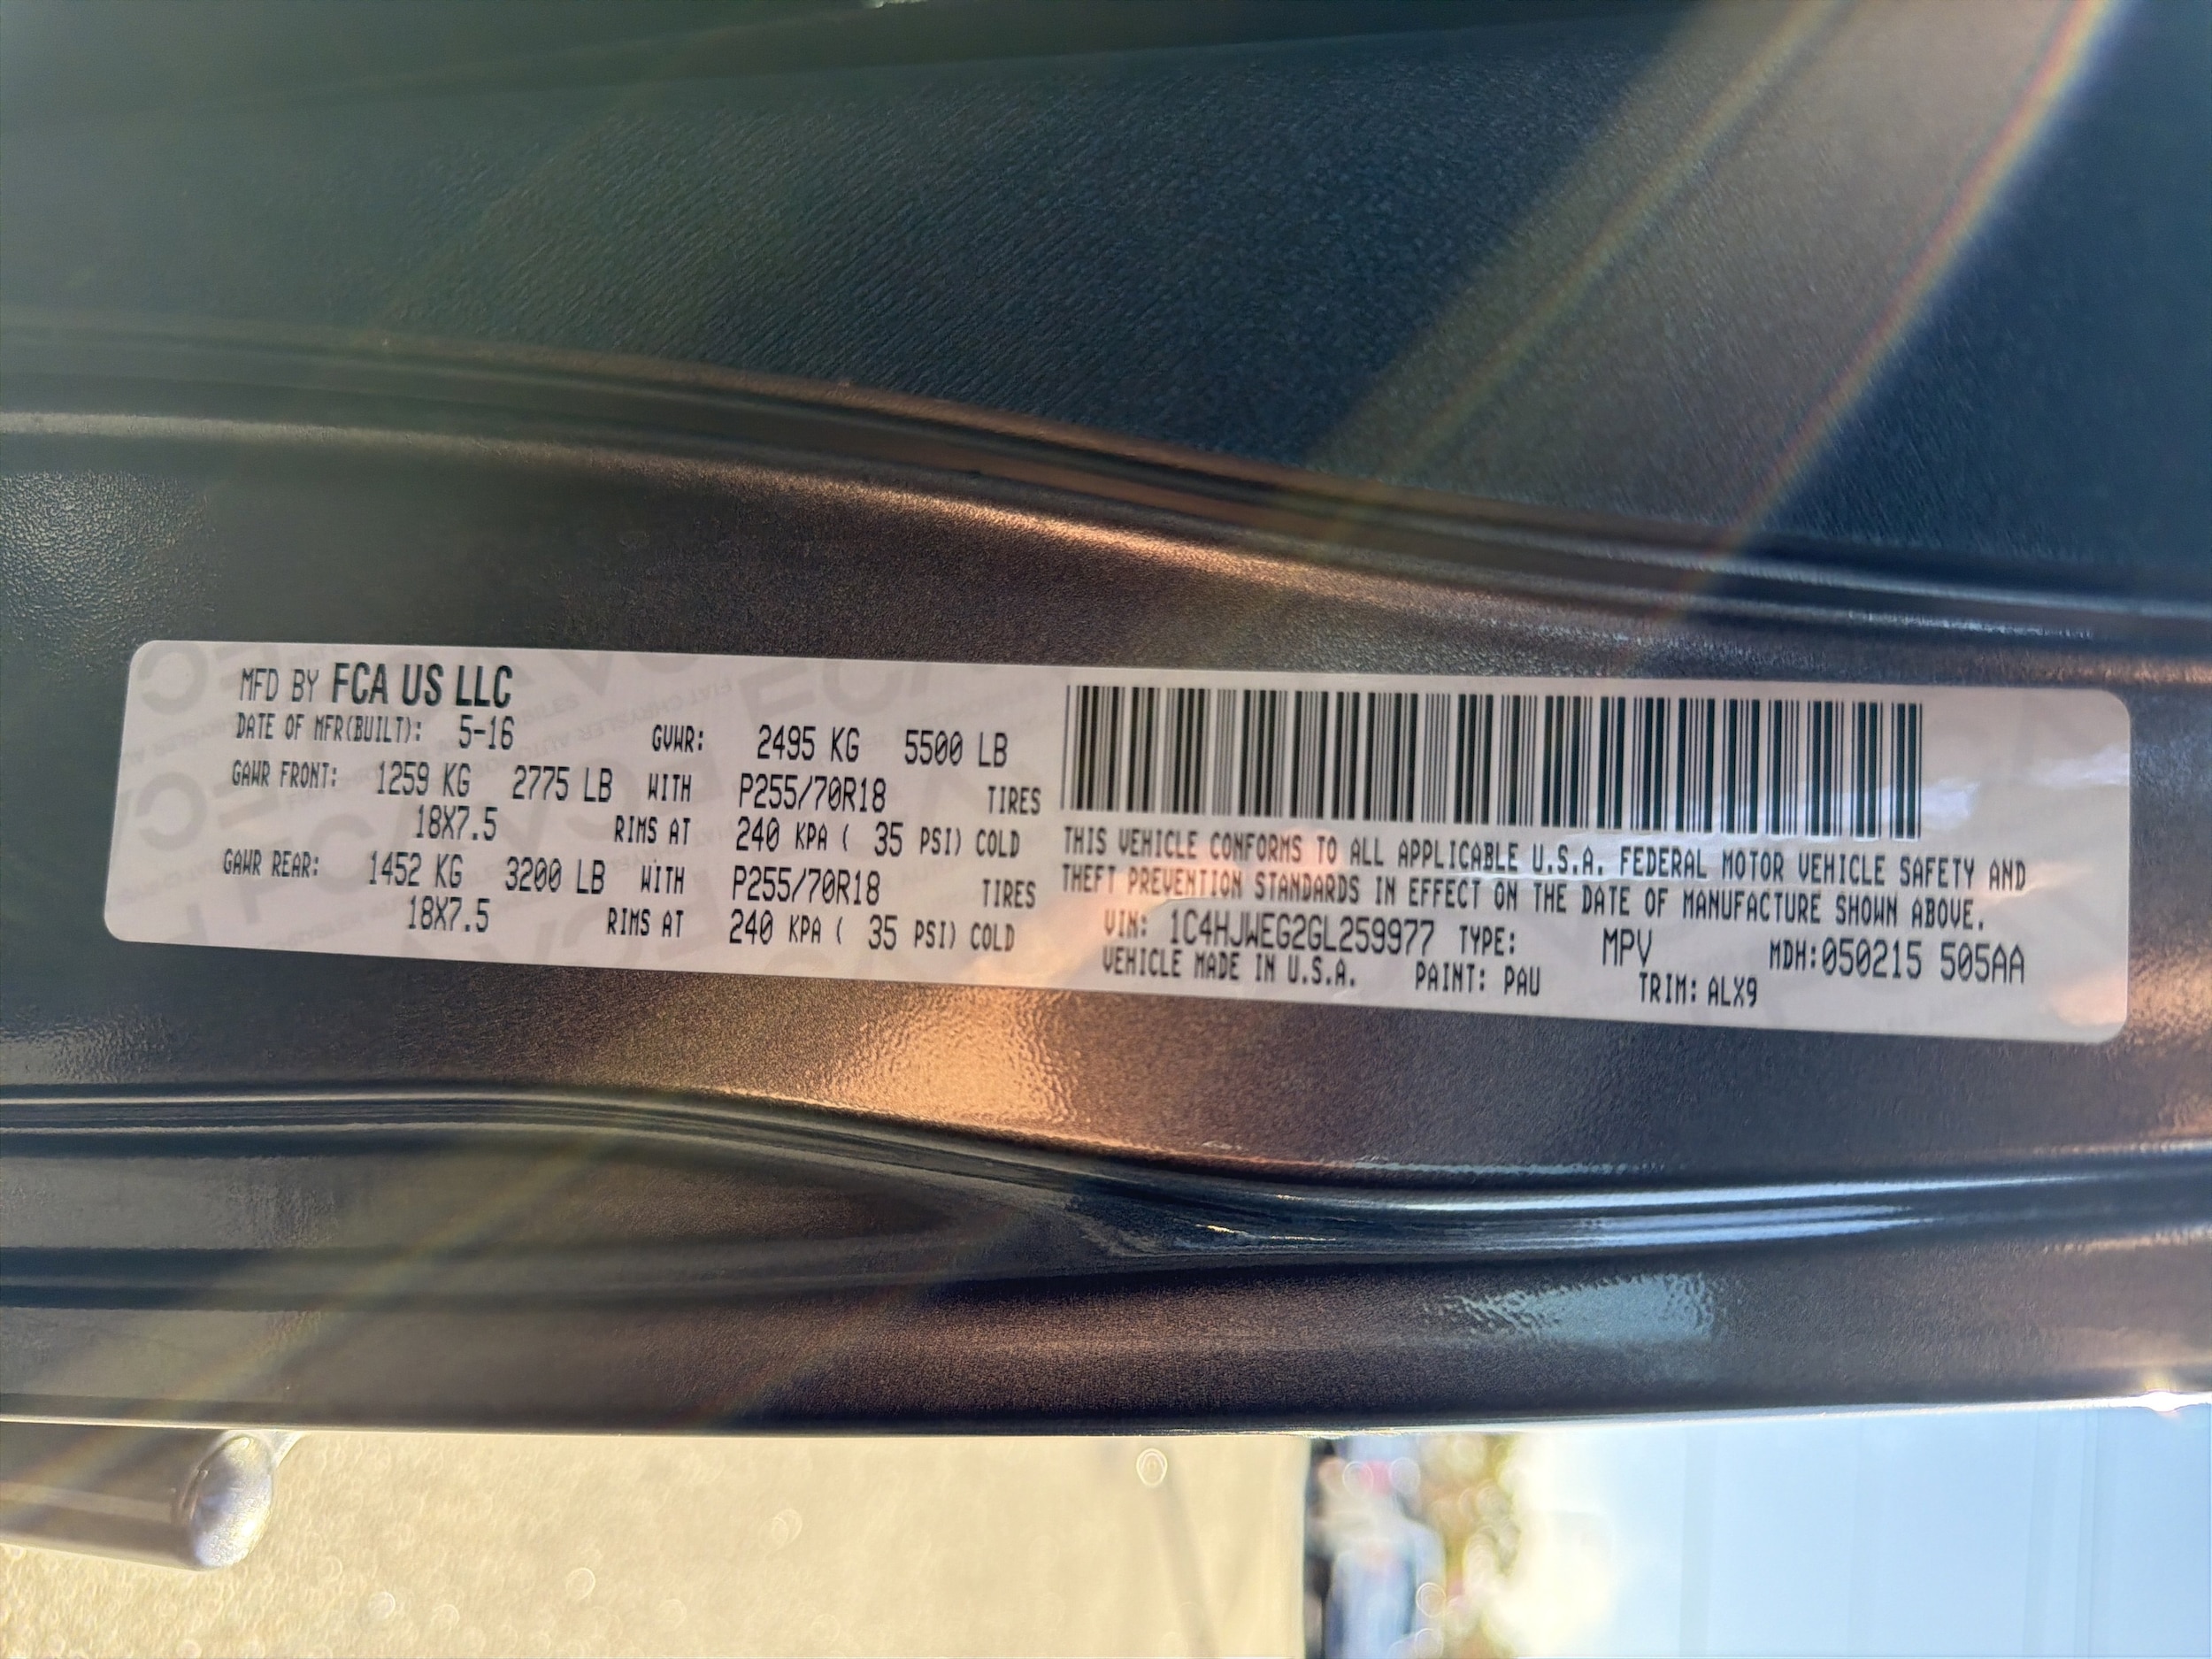 MFD BY FCA US LLC
DATE OF MFR(BUILT): 5-16 GVWR: 2495 KG 5500 LB
GAWR FRONT: 1259 KG 2775 LB WITH P255/70R18 TIRES
18X7.5 RIMS AT 240 KPA ( 35 PSI) COLD
GAWR REAR: 1452 KG 3200 LB WITH P255/70R18 TIRES
18X7.5 RIMS AT 240 KPA ( 35 PSI) COLD
THIS VEHICLE CONFORMS TO ALL APPLICABLE U.S.A. FEDERAL MOTOR VEHICLE SAFETY AND
THEFT PREVENTION STANDARDS IN EFFECT ON THE DATE OF MANUFACTURE SHOWN ABOVE.
VIN: 1C4HJWEG2GL259977 TYPE: MPV MDH:050215 505AA
VEHICLE MADE IN U.S.A. PAINT: PAU TRIM: ALX9